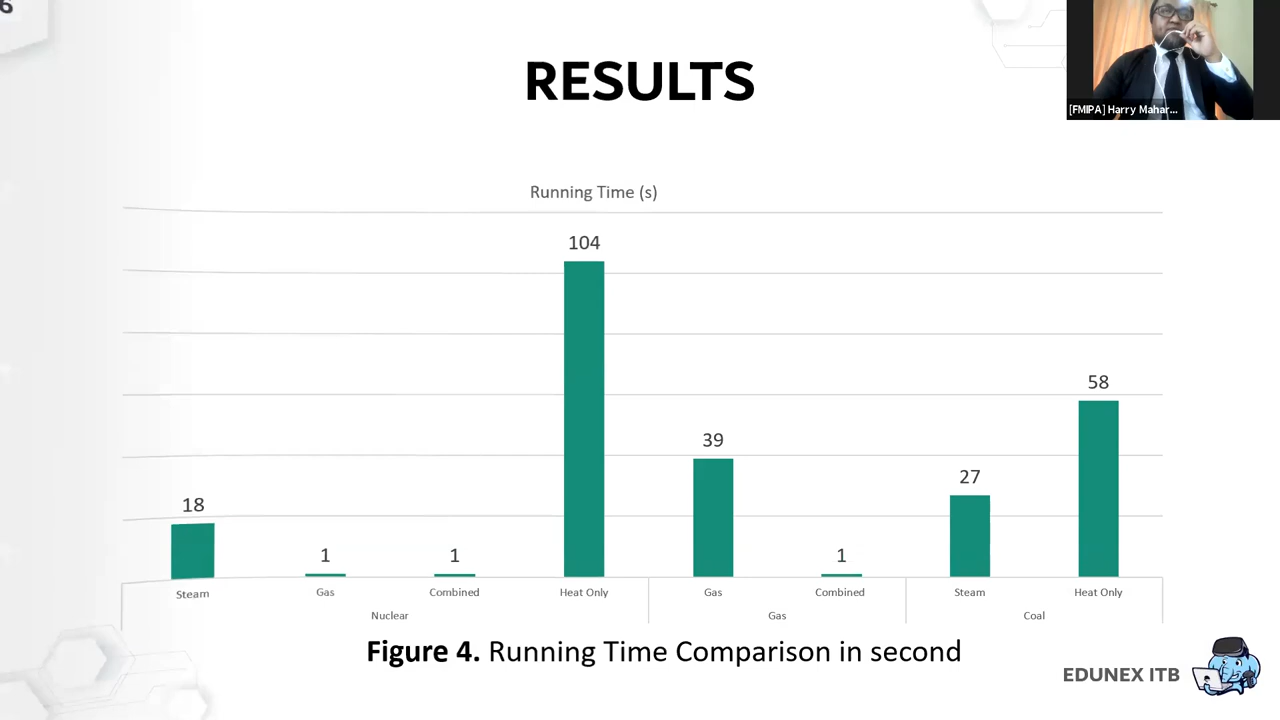 6
RESULTS
[FMIPA] Harry Mahar...
Running Time (s)
104
58
39
27
18
1
1
1
Steam
Gas
Combined
Heat Only
Gas
Combined
Steam
Heat Only
Nuclear
Gas
Coal
Figure 4. Running Time Comparison in second
EDUNEX ITB